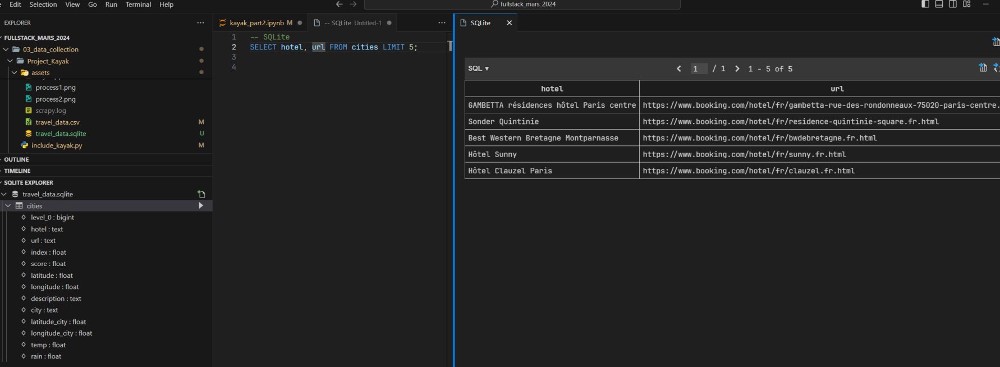 Edit Selection View Go Run Terminal Help
fullstack_mars_2024
EXPLORER
FULLSTACK_MARS_2024
03_data_collection
Project_Kayak
assets
process1.png
process2.png
scrapy.log
travel_data.csv M
travel_data.sqlite U
include_kayak.py M
OUTLINE
TIMELINE
SQLITE EXPLORER
travel_data.sqlite
cities
level_0 : bigint
hotel : text
url : text
index : float
score : float
latitude : float
longitude : float
description : text
city : text
latitude_city : float
longitude_city : float
temp : float
rain : float
kayak_part2.ipynb M
-- SQLite Untitled-1
1 -- SQLite
2 SELECT hotel, url FROM cities LIMIT 5;
3
4
SQLite
SQL
1 / 1 1 - 5 of 5
hotel url
GAMBETTA résidences hôtel Paris centre https://www.booking.com/hotel/fr/gambetta-rue-des-rondonneaux-75020-paris-centre.
Sonder Quintinie https://www.booking.com/hotel/fr/residence-quintinie-square.fr.html
Best Western Bretagne Montparnasse https://www.booking.com/hotel/fr/bwdebretagne.fr.html
Hôtel Sunny https://www.booking.com/hotel/fr/sunny.fr.html
Hôtel Clauzel Paris https://www.booking.com/hotel/fr/clauzel.fr.html